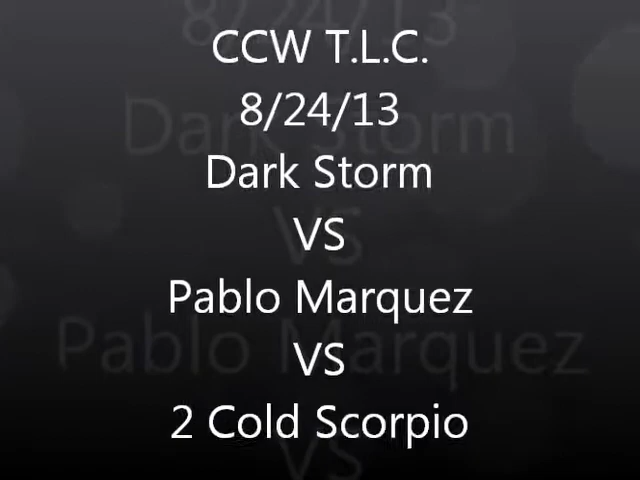 CCW T.L.C.
8/24/13
Dark Storm
VS
Pablo Marquez
VS
2 Cold Scorpio